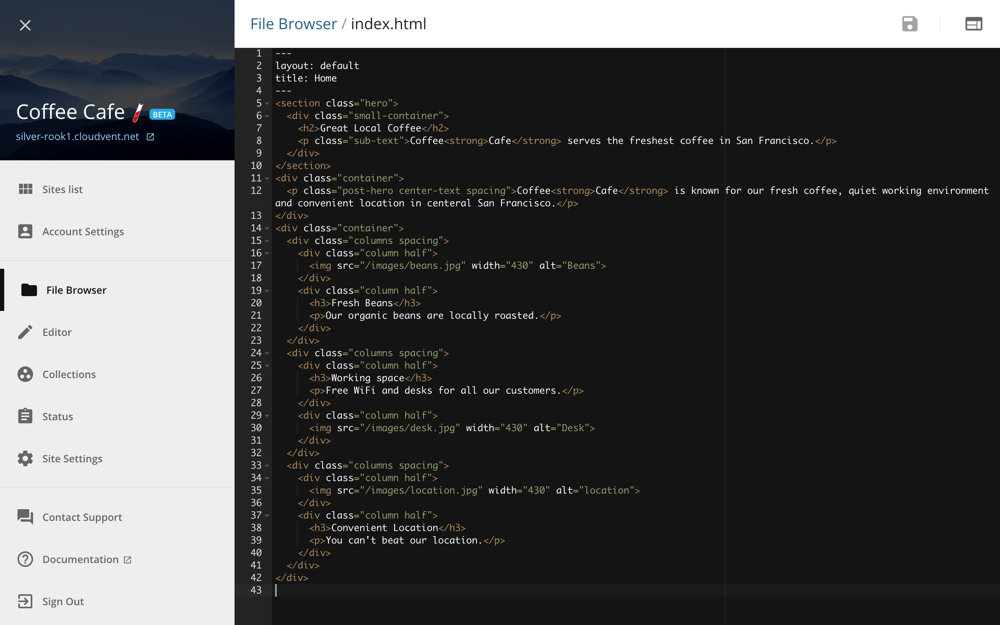 File Browser / index.html
Coffee Cafe BETA
silver-rook1.cloudvent.net
Sites list
Account Settings
File Browser
Editor
Collections
Status
Site Settings
Contact Support
Documentation
Sign Out
1 ---
2 layout: default
3 title: Home
4 ---
5 <section class="hero">
6 <div class="small-container">
7 <h2>Great Local Coffee</h2>
8 <p class="sub-text">Coffee<strong>Cafe</strong> serves the freshest coffee in San Francisco.</p>
9 </div>
10 </section>
11 <div class="container">
12 <p class="post-hero center-text spacing">Coffee<strong>Cafe</strong> is known for our fresh coffee, quiet working environment
and convenient location in centeral San Francisco.</p>
13 </div>
14 <div class="container">
15 <div class="columns spacing">
16 <div class="column half">
17 <img src="/images/beans.jpg" width="430" alt="Beans">
18 </div>
19 <div class="column half">
20 <h3>Fresh Beans</h3>
21 <p>Our organic beans are locally roasted.</p>
22 </div>
23 </div>
24 <div class="columns spacing">
25 <div class="column half">
26 <h3>Working space</h3>
27 <p>Free WiFi and desks for all our customers.</p>
28 </div>
29 <div class="column half">
30 <img src="/images/desk.jpg" width="430" alt="Desk">
31 </div>
32 </div>
33 <div class="columns spacing">
34 <div class="column half">
35 <img src="/images/location.jpg" width="430" alt="location">
36 </div>
37 <div class="column half">
38 <h3>Convenient Location</h3>
39 <p>You can't beat our location.</p>
40 </div>
41 </div>
42 </div>
43